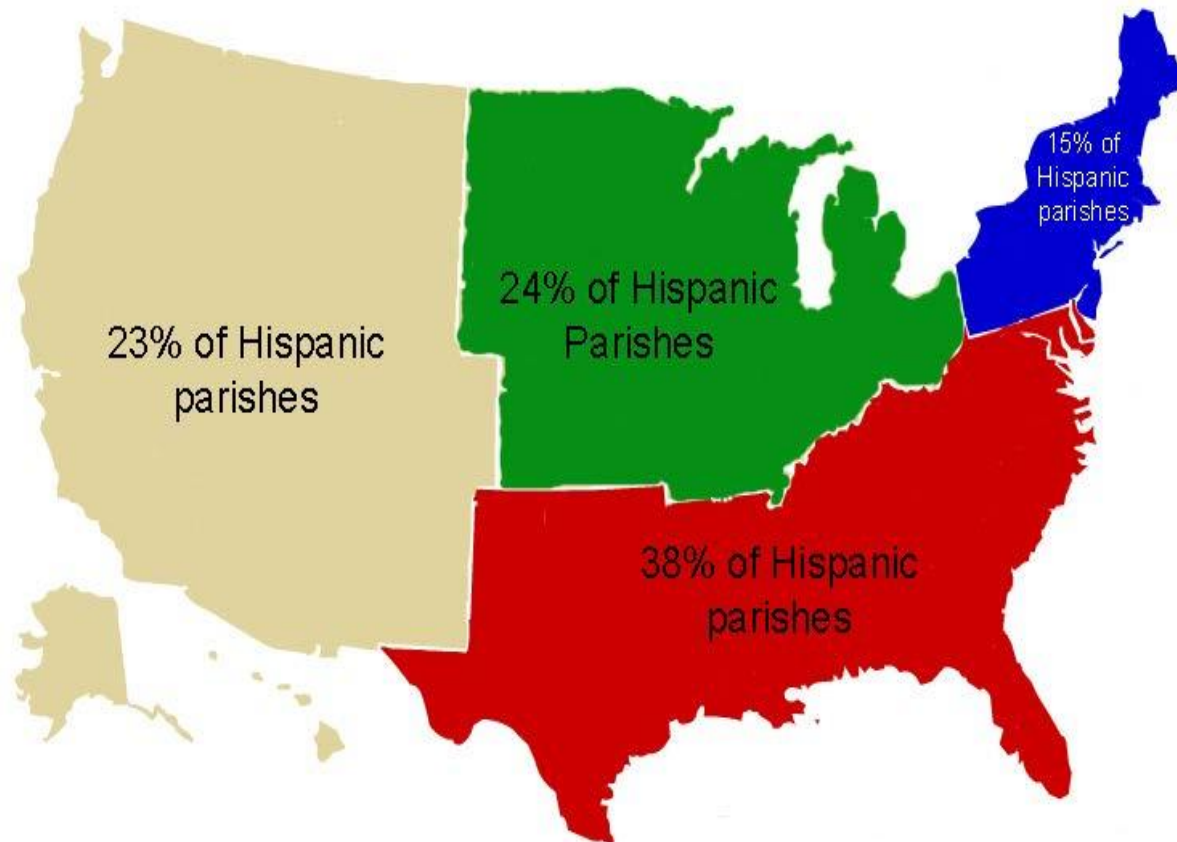 15% of
Hispanic
parishes
24% of Hispanic
Parishes
23% of Hispanic
parishes
38% of Hispanic
parishes